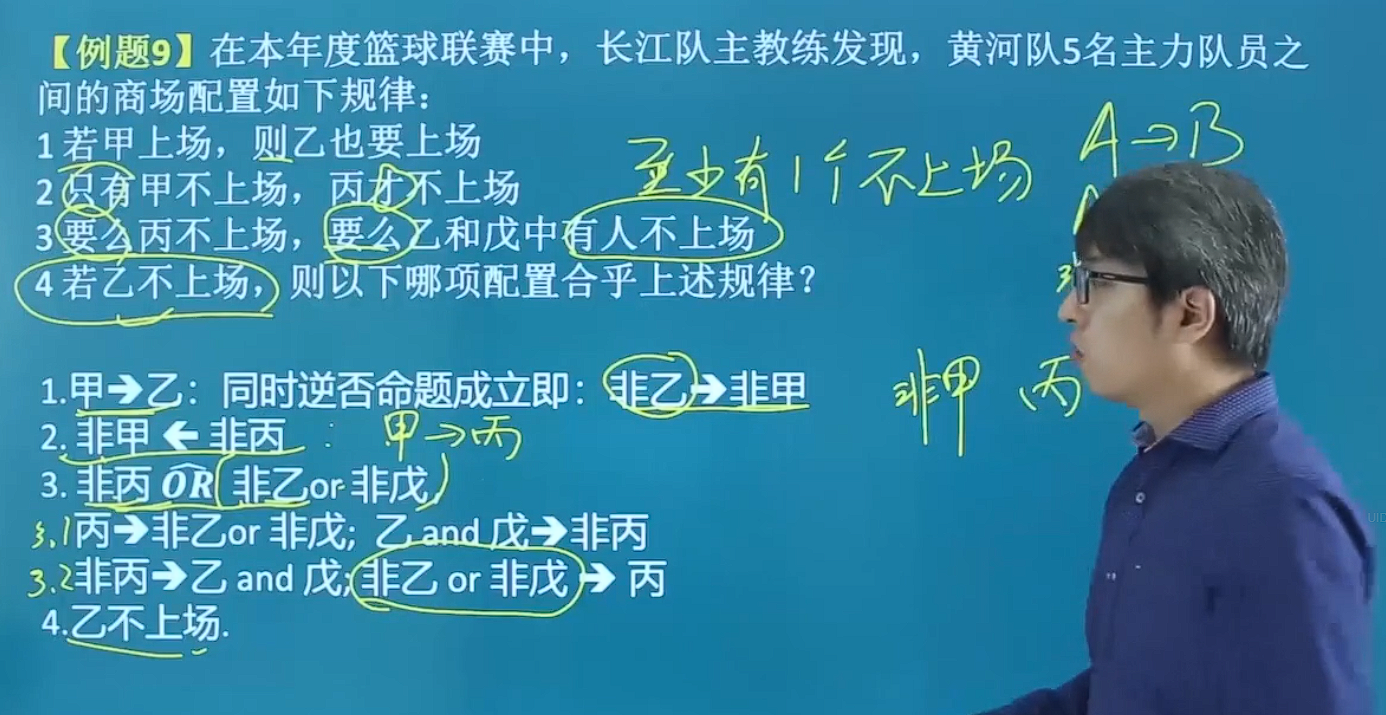 【例题9】在本年度篮球联赛中，长江队主教练发现，黄河队5名主力队员之
间的商场配置如下规律：
1 若甲上场，则乙也要上场
2 只有甲不上场，丙才不上场
3 要么丙不上场，要么乙和戊中有人不上场
4 若乙不上场，则以下哪项配置合乎上述规律？
至少有1个不上场
A→B
1.甲→乙：同时逆否命题成立即：非乙→非甲
非甲 丙
2. 非甲 ← 非丙 : 甲→丙
3. 非丙 OR (非乙or 非戊)
3.1丙→非乙or 非戊; 乙 and 戊→非丙
3.2非丙→乙 and 戊;非乙 or 非戊 → 丙
4.乙不上场.